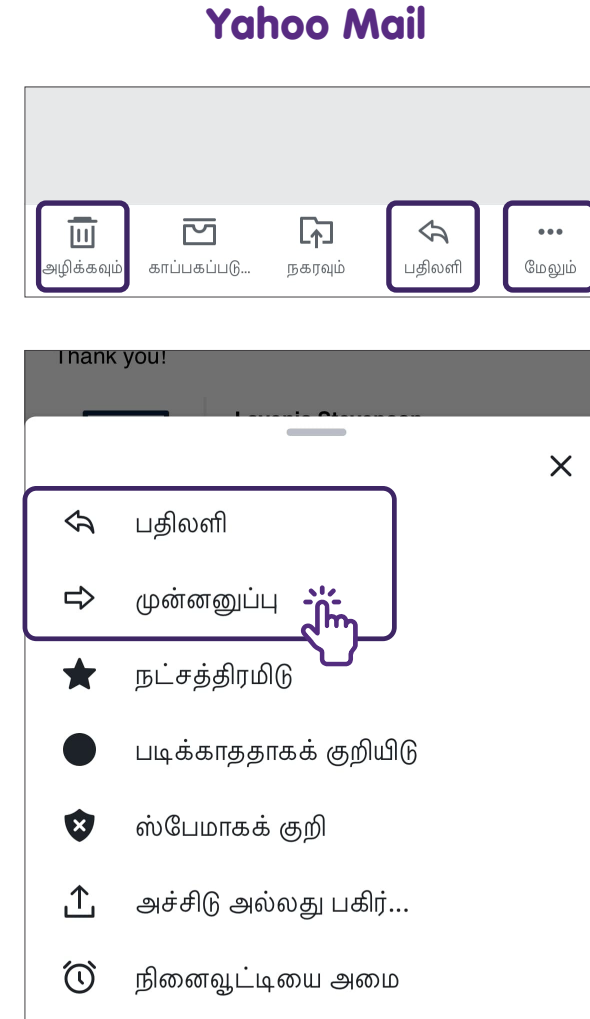 Yahoo Mail
அழிக்கவும்
காப்பகப்படு...
நகரவும்
பதிலளி
மேலும்
Thank you!
பதிலளி
முன்னனுப்பு
நட்சத்திரமிடு
படிக்காததாகக் குறியிடு
ஸ்பேமாகக் குறி
அச்சிடு அல்லது பகிர்...
நினைவூட்டியை அமை